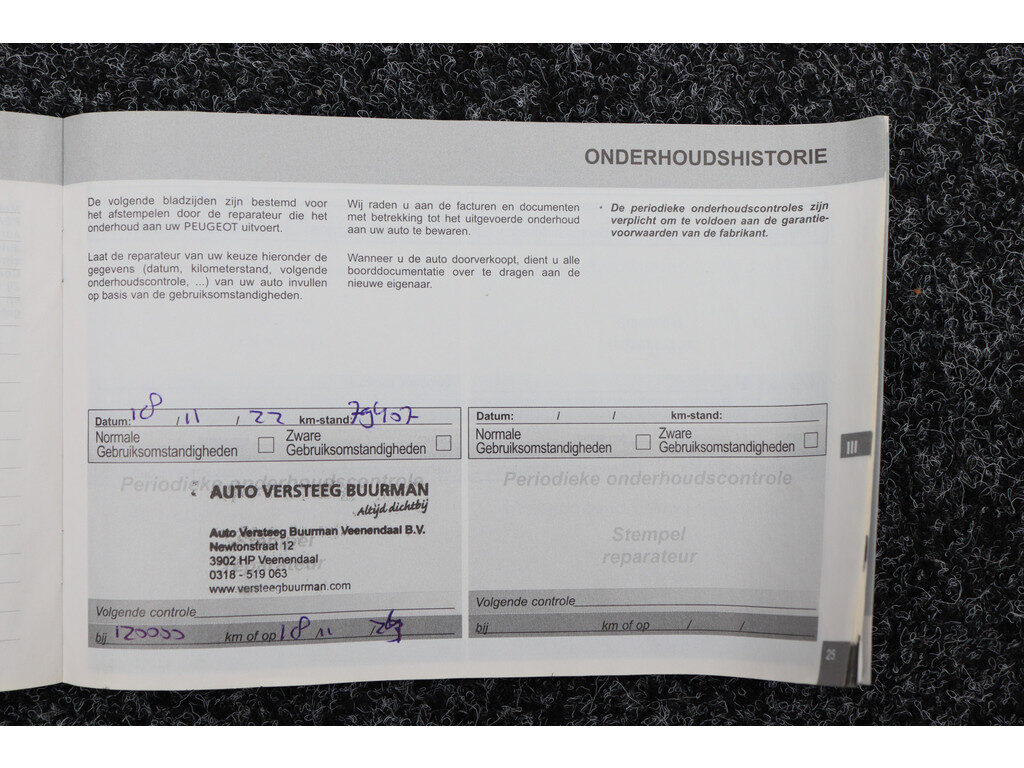 ONDERHOUDSHISTORIE
De volgende bladzijden zijn bestemd voor
het afstempelen door de reparateur die het
onderhoud aan uw PEUGEOT uitvoert.
Laat de reparateur van uw keuze hieronder de
gegevens (datum, kilometerstand, volgende
onderhoudscontrole, ...) van uw auto invullen
op basis van de gebruiksomstandigheden.
Wij raden u aan de facturen en documenten
met betrekking tot het uitgevoerde onderhoud
aan uw auto te bewaren.
Wanneer u de auto doorverkoopt, dient u alle
boorddocumentatie over te dragen aan de
nieuwe eigenaar.
* De periodieke onderhoudscontroles zijn
verplicht om te voldoen aan de garantie-
voorwaarden van de fabrikant.
Datum: 18 / 11 / 22 km-stand: 79407
Normale
Gebruiksomstandigheden
Zware
Gebruiksomstandigheden
Periodieke onderhoudscontrole
AUTO VERSTEEG BUURMAN
Altijd dichtbij
Auto Versteeg Buurman Veenendaal B.V.
Newtonstraat 12
3902 HP Veenendaal
0318 - 519 063
www.versteegbuurman.com
Stempel
reparateur
Volgende controle
bij 120000 km of op 18 / 11 /
Datum: / / km-stand:
Normale
Gebruiksomstandigheden
Zware
Gebruiksomstandigheden
Periodieke onderhoudscontrole
Stempel
reparateur
Volgende controle
bij km of op / /
III
25